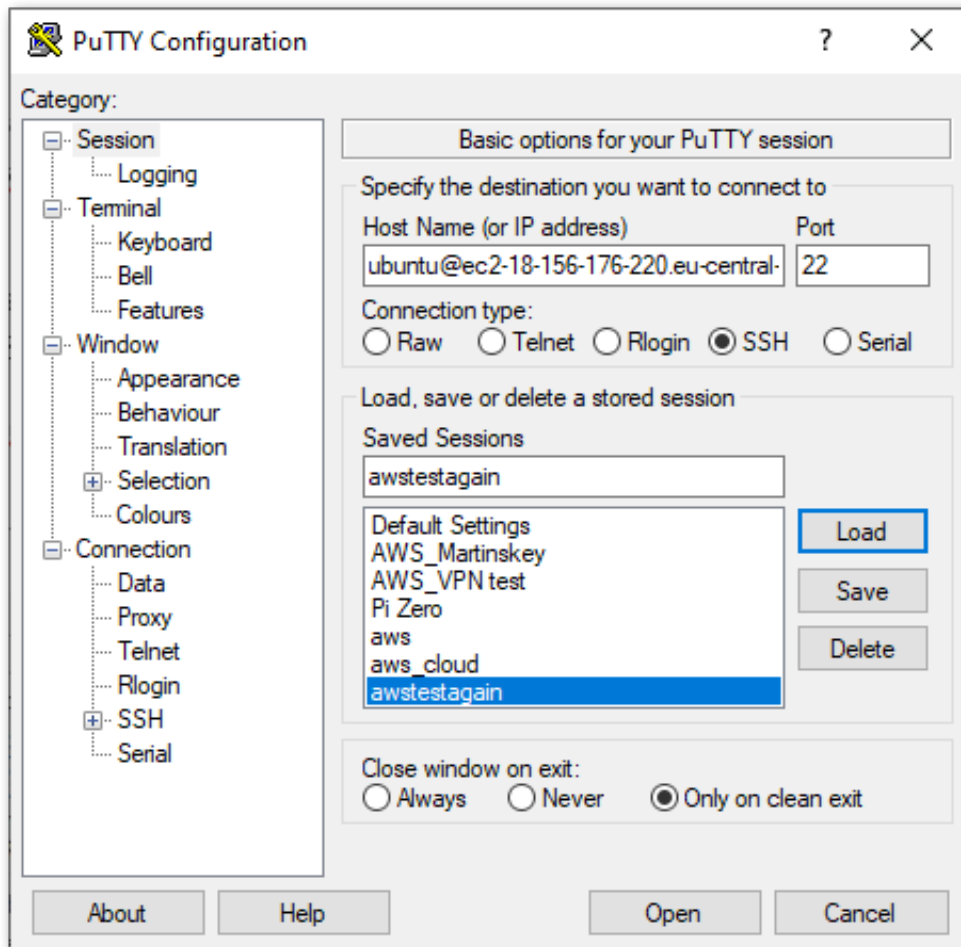 PuTTY Configuration ? ×
Category:
Session
Logging
Terminal
Keyboard
Bell
Features
Window
Appearance
Behaviour
Translation
Selection
Colours
Connection
Data
Proxy
Telnet
Rlogin
SSH
Serial
Basic options for your PuTTY session
Specify the destination you want to connect to
Host Name (or IP address) Port
ubuntu@ec2-18-156-176-220.eu-central- 22
Connection type:
Raw Telnet Rlogin SSH Serial
Load, save or delete a stored session
Saved Sessions
awstestagain
Default Settings
AWS_Martinskey
AWS_VPN test
Pi Zero
aws
aws_cloud
awstestagain
Load
Save
Delete
Close window on exit:
Always Never Only on clean exit
About Help Open Cancel